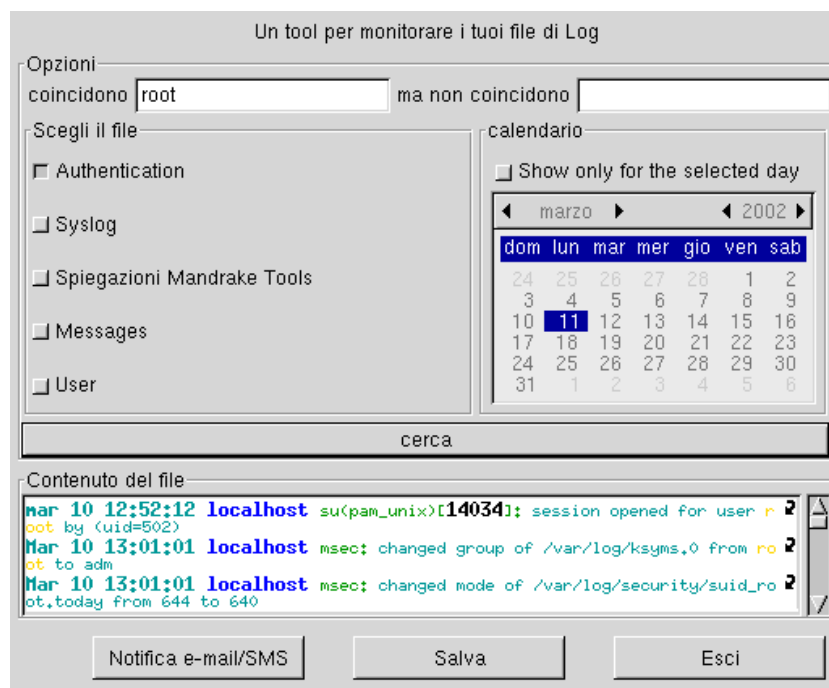 Un tool per monitorare i tuoi file di Log
Opzioni
coincidono root ma non coincidono
Scegli il file
Authentication
Syslog
Spiegazioni Mandrake Tools
Messages
User
calendario
Show only for the selected day
marzo 2002
dom lun mar mer gio ven sab
24 25 26 27 28 1 2
3 4 5 6 7 8 9
10 11 12 13 14 15 16
17 18 19 20 21 22 23
24 25 26 27 28 29 30
31 1 2 3 4 5 6
cerca
Contenuto del file
mar 10 12:52:12 localhost su(pam_unix)[14034]: session opened for user r
oot by (uid=502)
Mar 10 13:01:01 localhost msec: changed group of /var/log/ksyms.0 from ro
ot to adm
Mar 10 13:01:01 localhost msec: changed mode of /var/log/security/suid_ro
ot.today from 644 to 640
Notifica e-mail/SMS Salva Esci